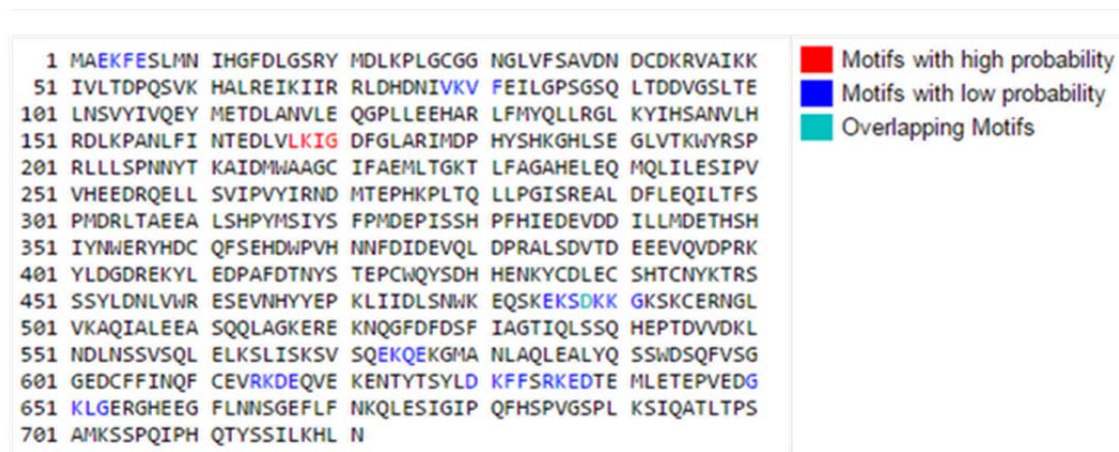 1 MAEKFESLMN IHGFDLGSRY MDLKPLGCGG NGLVFSAVDN DCDKRVAIKK
51 IVLTDPQSVK HALREIKIIR RLDHDNIVKV FEILGPSGSQ LTDDVGSLTE
101 LNSVYIVQEY METDLANVLE QGPLLEEHAR LFMYQLLRGL KYIHSANVLH
151 RDLKPANLFI NTEDLVLKIG DFGLARIMDP HYSHKGHLSE GLVTKWYRSP
201 RLLLSPNNYT KAIDMWAAGC IFAEMLTGKT LFAGAHELEQ MQLILESIPV
251 VHEEDRQELL SVIPVYIRND MTEPHKPLTQ LLPGISREAL DFLEQILTFS
301 PMDRLTAEEA LSHPYMSIYS FPMDEPISSH PFHIEDEVDD ILLMDETHSH
351 IYNWERYHDC QFSEHDWPVH NNFDIDEVQL DPRALSDVTD EEEVQVDPRK
401 YLDGDREKYL EDPAFDTNYS TEPCWQYSDH HENKYCDLEC SHTCNYKTRS
451 SSYLDNLVWR ESEVNHYYEP KLIIDLSNWK EQSKEKSDKK GKSKCERNGL
501 VKAQIALEEA SQQLAGKERE KNQGFDFDSF IAGTIQLSSQ HEPTDVVDKL
551 NDLNSSVSQL ELKSLISKSV SQEKQEKGMA NLAQLEALYQ SSWDSQFVSG
601 GEDCFFINQF CEVRKDEQVE KENTYTSYLD KFFSRKEDTE MLETEPVEDG
651 KLGERGHEEG FLNNSGEFLF NKQLESIGIP QFHSPVGSPL KSIQATLTPS
701 AMKSSPQIPH QTYSSILKHL N
Motifs with high probability
Motifs with low probability
Overlapping Motifs